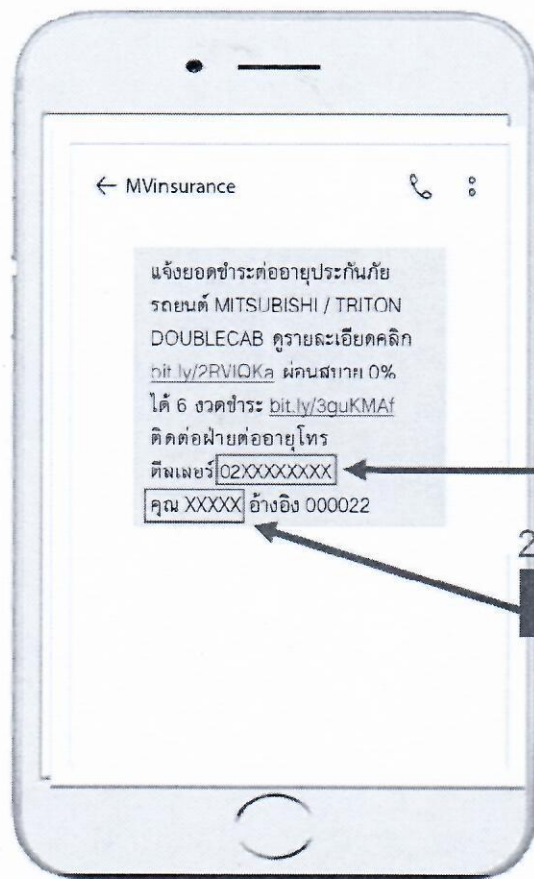 ← MVinsurance
แจ้งยอดชำระต่ออายุประกันภัย
รถยนต์ MITSUBISHI / TRITON
DOUBLECAB ดูรายละเอียดคลิก
bit.ly/2RVIQKa ผ่อนสบาย 0%
ได้ 6 งวดชำระ bit.ly/3guKMAf
ติดต่อฝ่ายต่ออายุโทร
ดีลเลอร์ 02XXXXXXXX
คุณ XXXXX อ้างอิง 000022
2